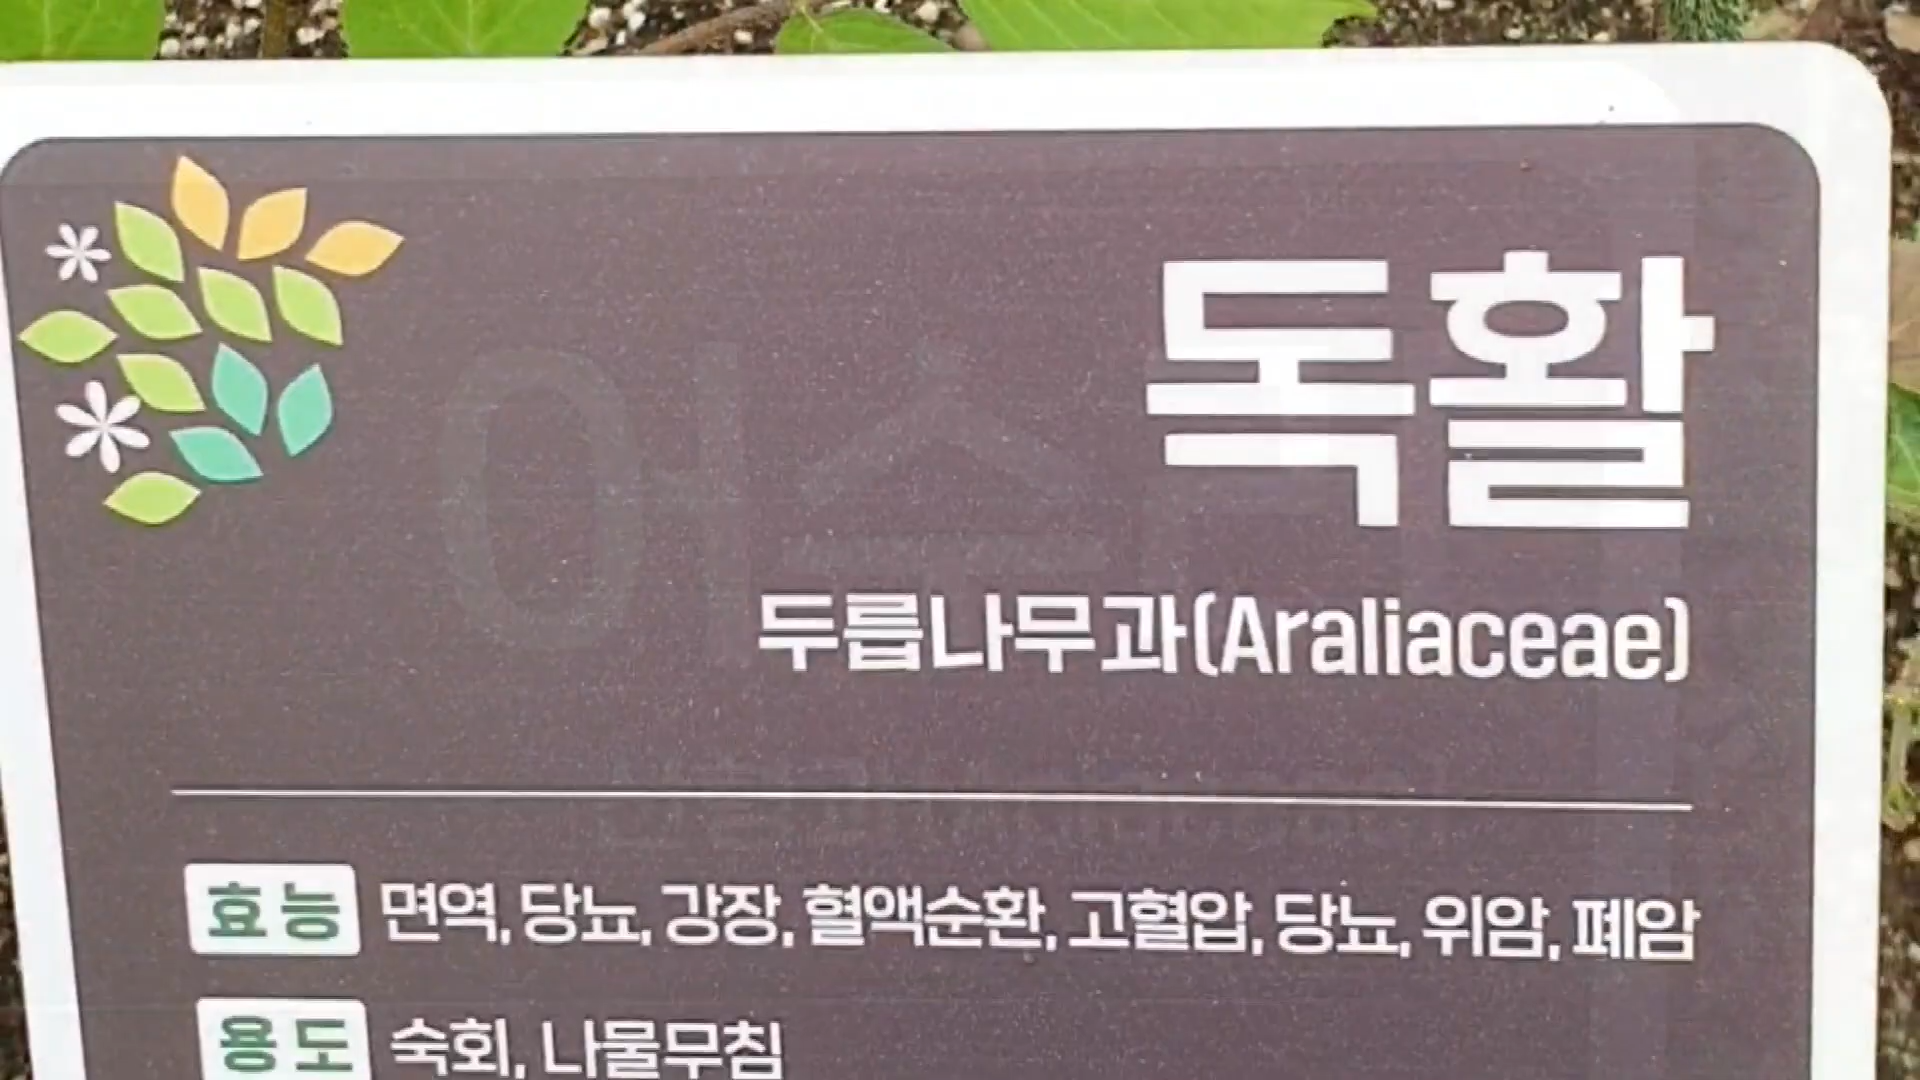 독활
두릅나무과(Araliaceae)
효능 면역, 당뇨, 강장, 혈액순환, 고혈압, 당뇨, 위암, 폐암
용도 숙회, 나물무침